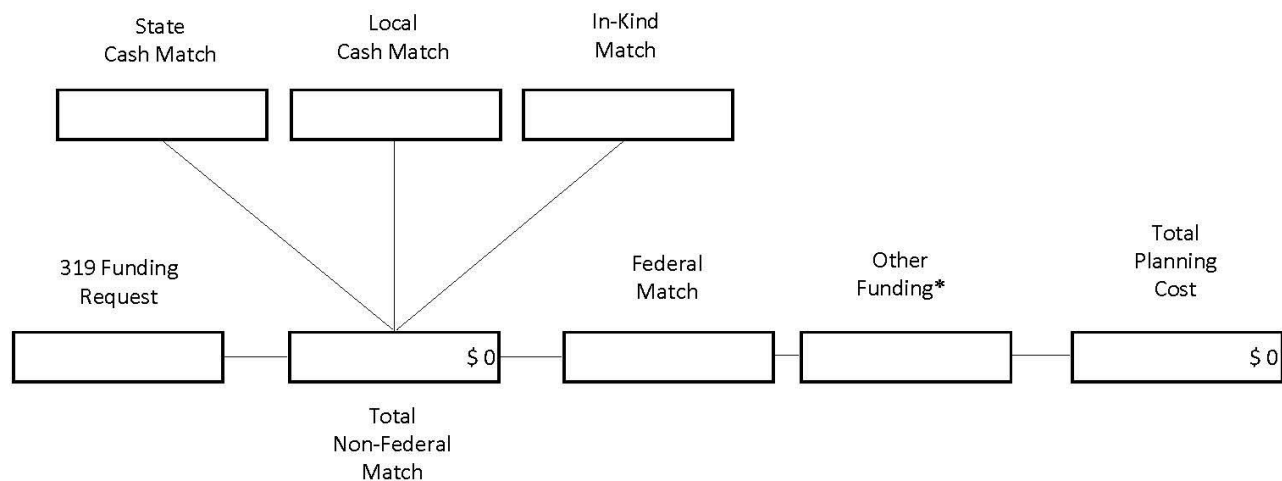 State
Cash Match
Local
Cash Match
In-Kind
Match
319 Funding
Request
Federal
Match
Other
Funding*
Total
Planning
Cost
$ 0
$ 0
Total
Non-Federal
Match